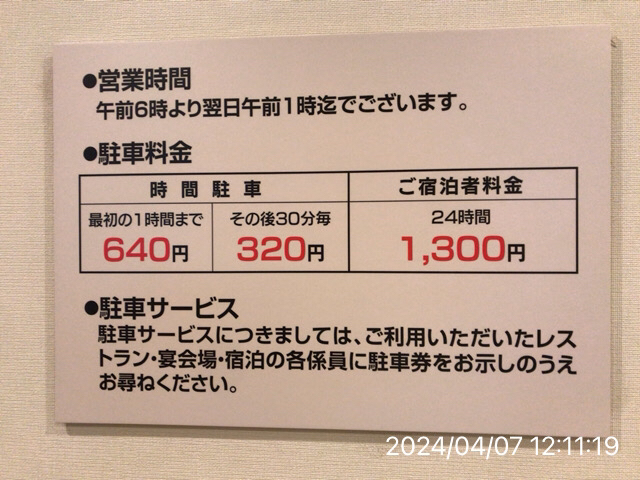 ●営業時間
午前6時より翌日午前1時迄でございます。
●駐車料金
時間駐車 ご宿泊者料金
最初の1時間まで その後30分毎 24時間
640円 320円 1,300円
●駐車サービス
駐車サービスにつきましては、ご利用いただいたレス
トラン・宴会場・宿泊の各係員に駐車券をお示しのうえ
お尋ねください。
2024/04/07 12:11:19